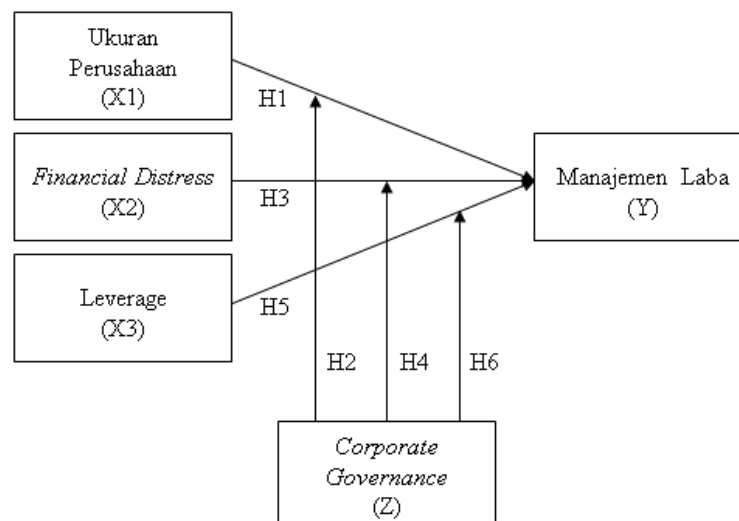 Ukuran
Perusahaan
(X1)
H1
Financial Distress
(X2)
H3
Manajemen Laba
(Y)
Leverage
(X3)
H5
H2
H4
H6
Corporate
Governance
(Z)